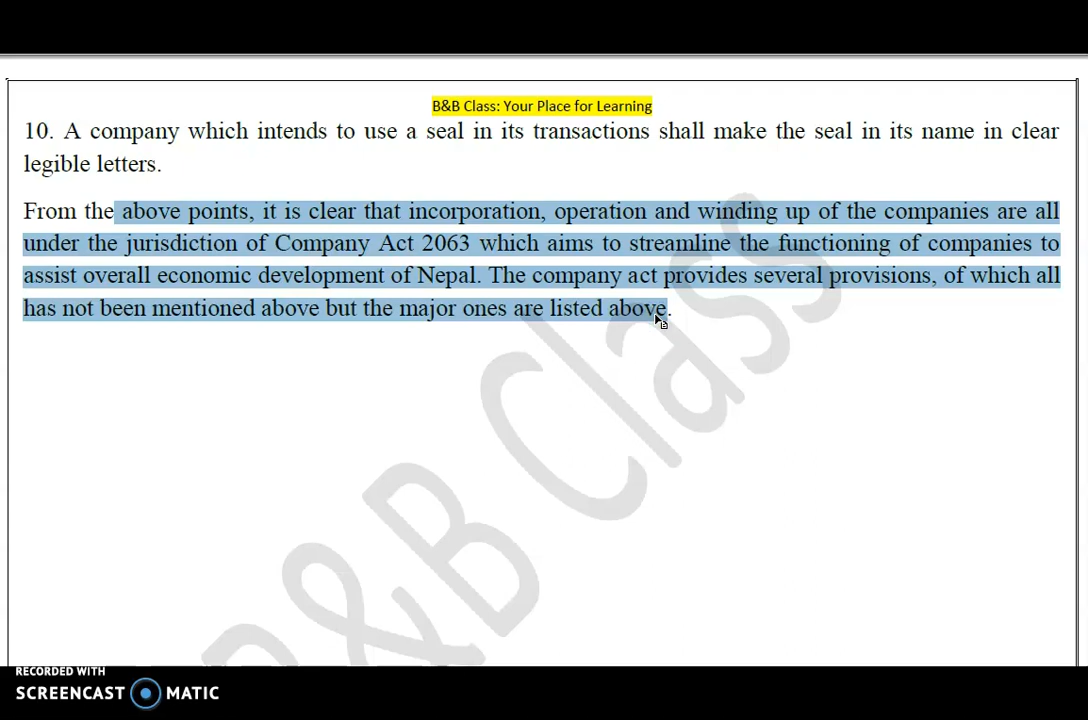 B&B Class: Your Place for Learning
10. A company which intends to use a seal in its transactions shall make the seal in its name in clear
legible letters.
From the above points, it is clear that incorporation, operation and winding up of the companies are all
under the jurisdiction of Company Act 2063 which aims to streamline the functioning of companies to
assist overall economic development of Nepal. The company act provides several provisions, of which all
has not been mentioned above but the major ones are listed above.
B&B Class
RECORDED WITH
SCREENCAST MATIC